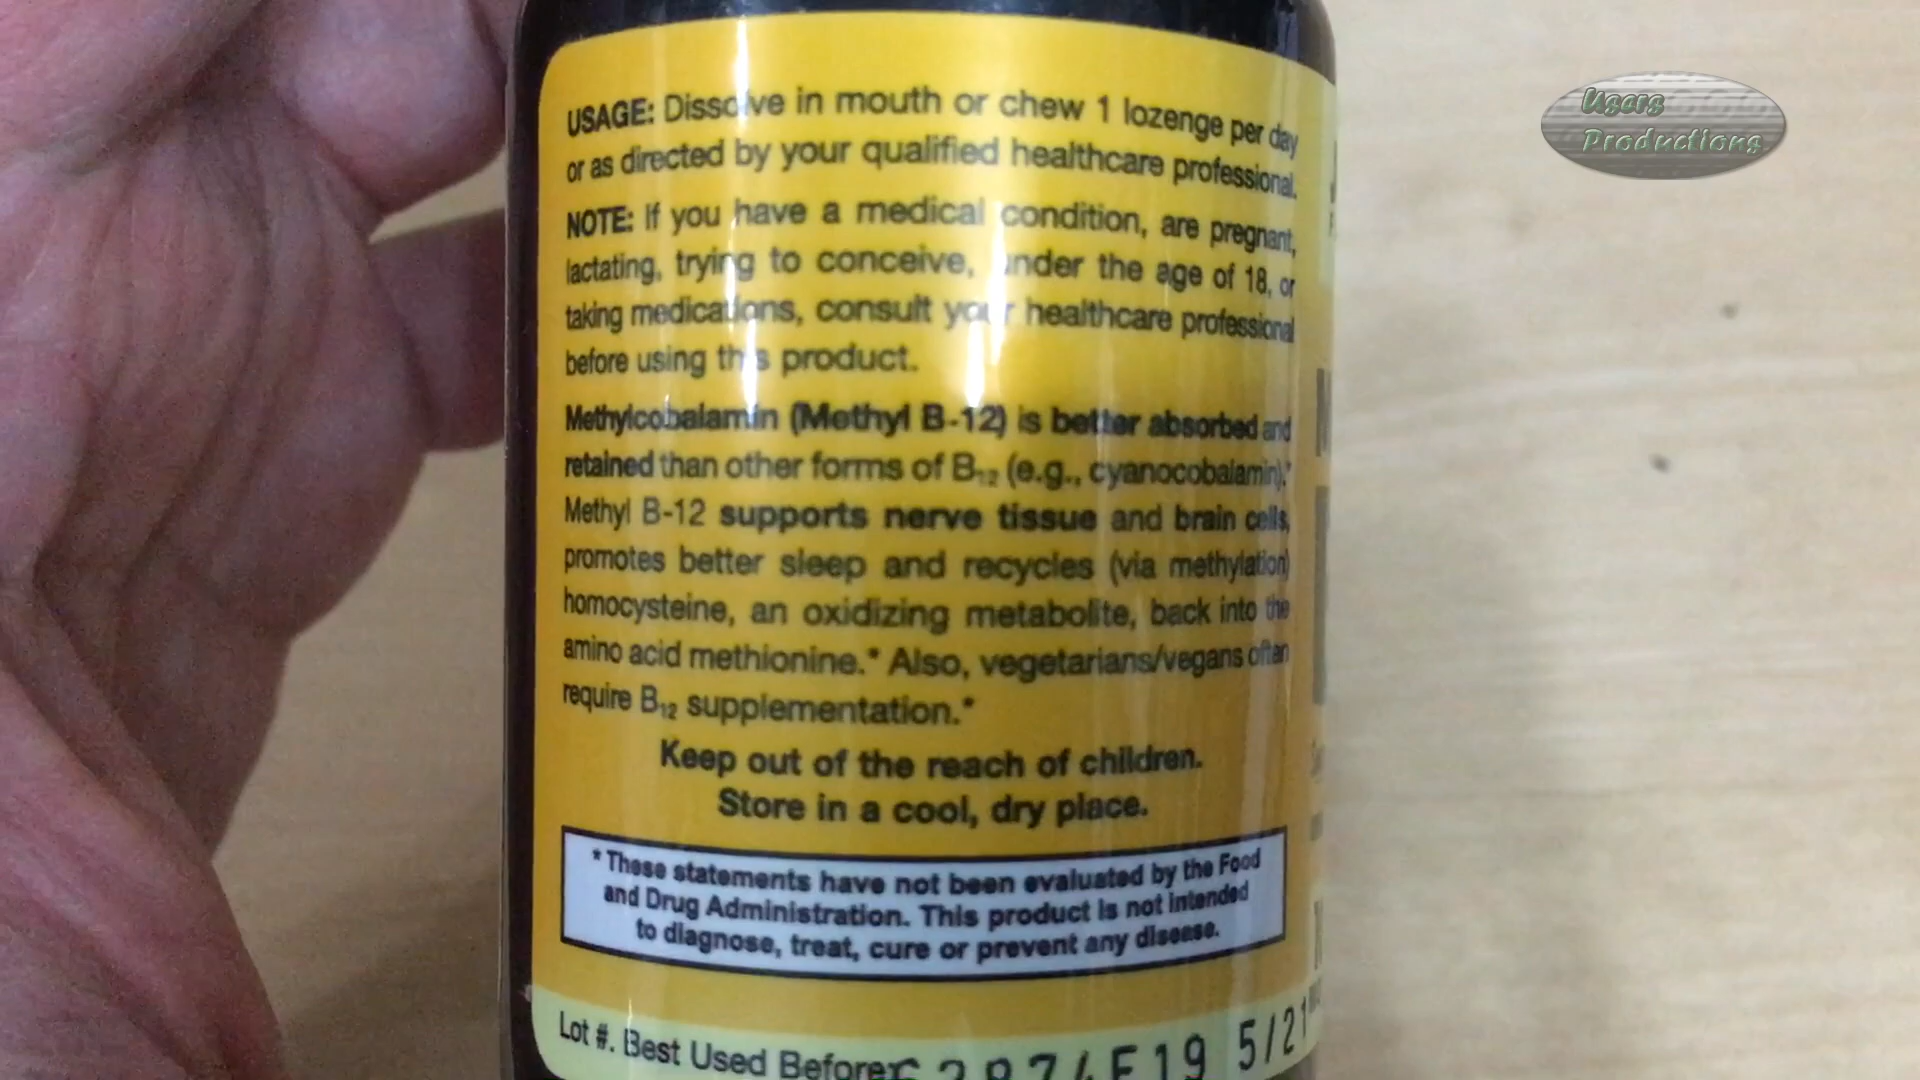 USAGE: Dissolve in mouth or chew 1 lozenge per day
or as directed by your qualified healthcare professional.
NOTE: If you have a medical condition, are pregnant,
lactating, trying to conceive, under the age of 18, or
taking medications, consult your healthcare professional
before using this product.
Methylcobalamin (Methyl B-12) is better absorbed and
retained than other forms of B₁₂ (e.g., cyanocobalamin).*
Methyl B-12 supports nerve tissue and brain cells,
promotes better sleep and recycles (via methylation)
homocysteine, an oxidizing metabolite, back into the
amino acid methionine.* Also, vegetarians/vegans often
require B₁₂ supplementation.*
Keep out of the reach of children.
Store in a cool, dry place.
* These statements have not been evaluated by the Food
and Drug Administration. This product is not intended
to diagnose, treat, cure or prevent any disease.
Lot #. Best Used Before: 5/21
Users
Productions